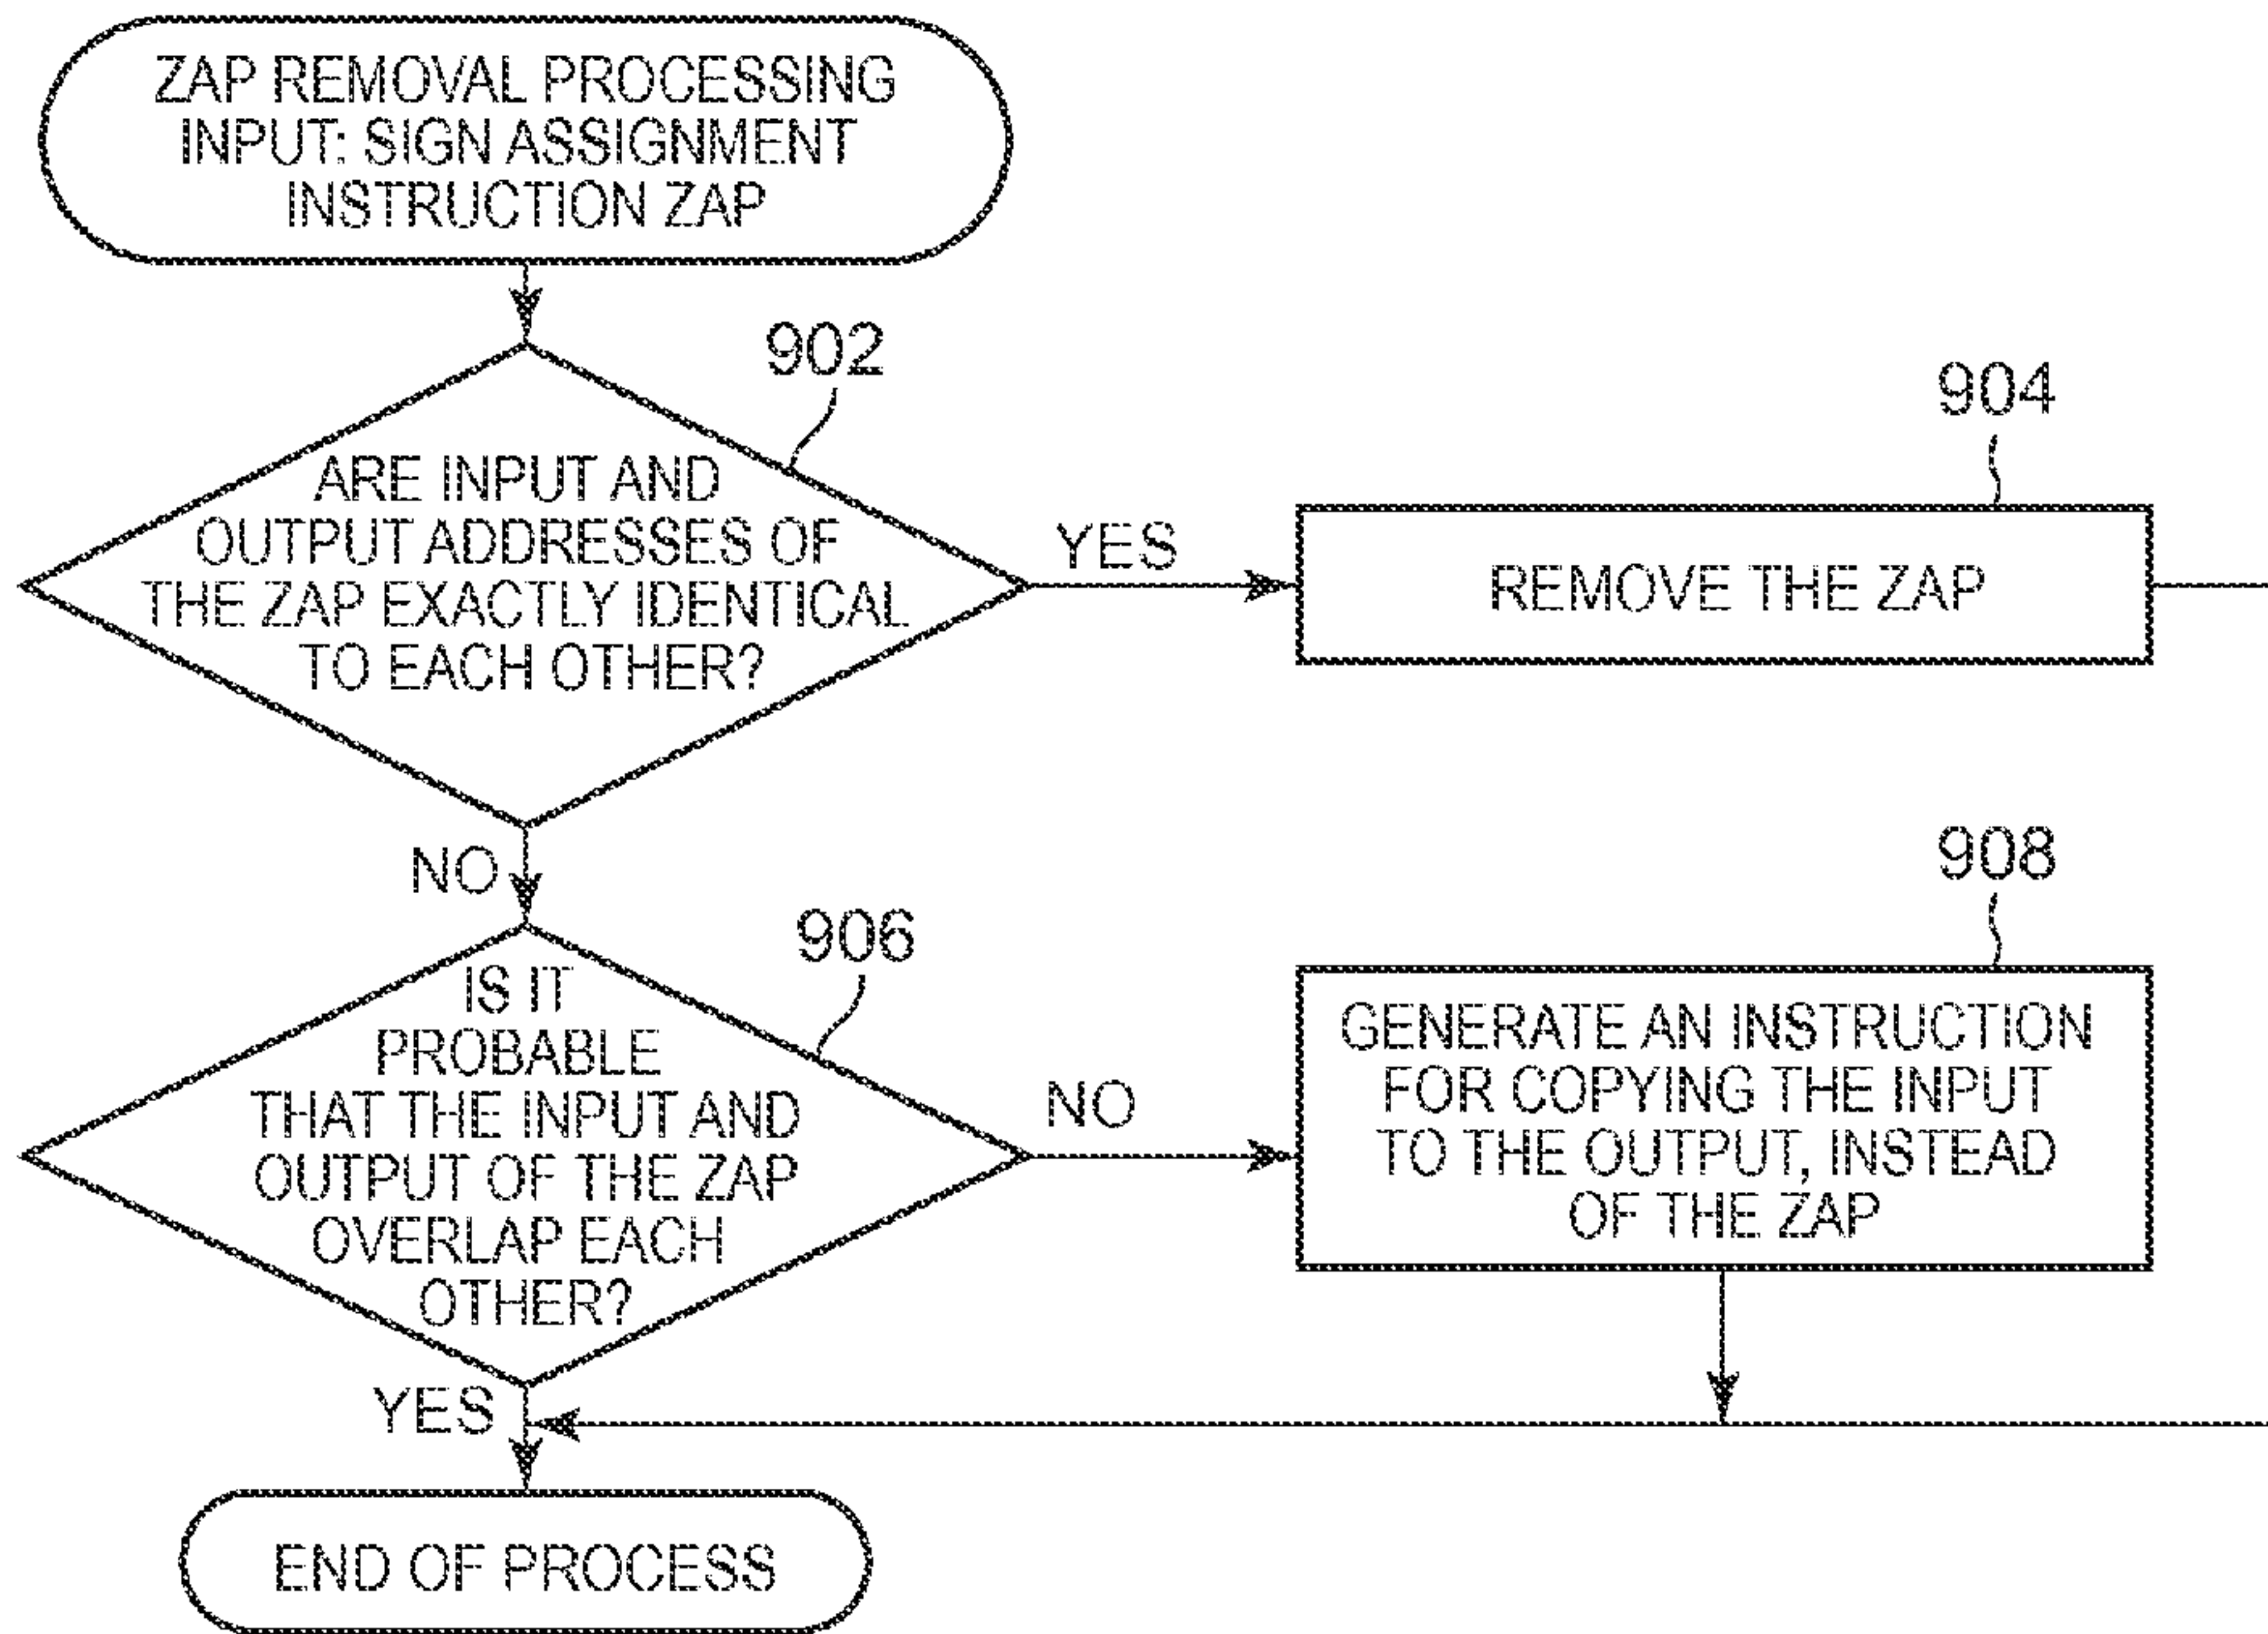 ZAP REMOVAL PROCESSING
INPUT: SIGN ASSIGNMENT
INSTRUCTION ZAP
902
ARE INPUT AND
OUTPUT ADDRESSES OF
THE ZAP EXACTLY IDENTICAL
TO EACH OTHER?
YES
904
REMOVE THE ZAP
NO
906
IS IT
PROBABLE
THAT THE INPUT AND
OUTPUT OF THE ZAP
OVERLAP EACH
OTHER?
NO
908
GENERATE AN INSTRUCTION
FOR COPYING THE INPUT
TO THE OUTPUT, INSTEAD
OF THE ZAP
YES
END OF PROCESS